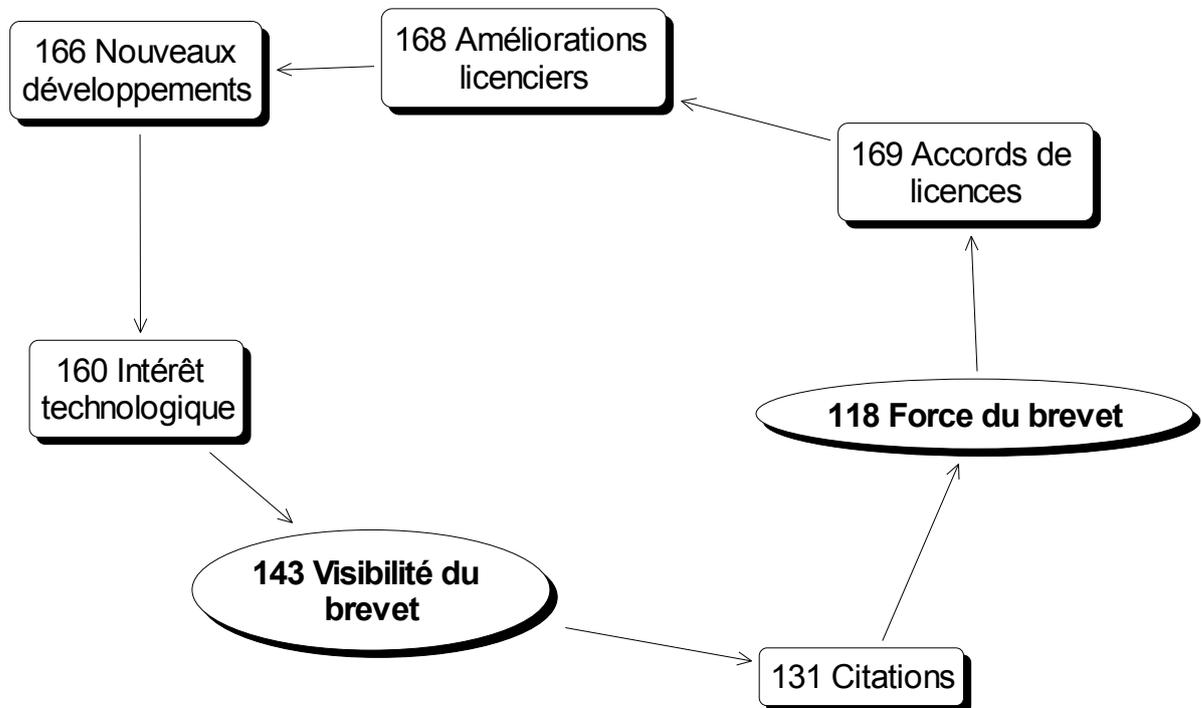 166 Nouveaux
développements
168 Améliorations
licenciers
169 Accords de
licences
160 Intérêt
technologique
118 Force du brevet
143 Visibilité du
brevet
131 Citations